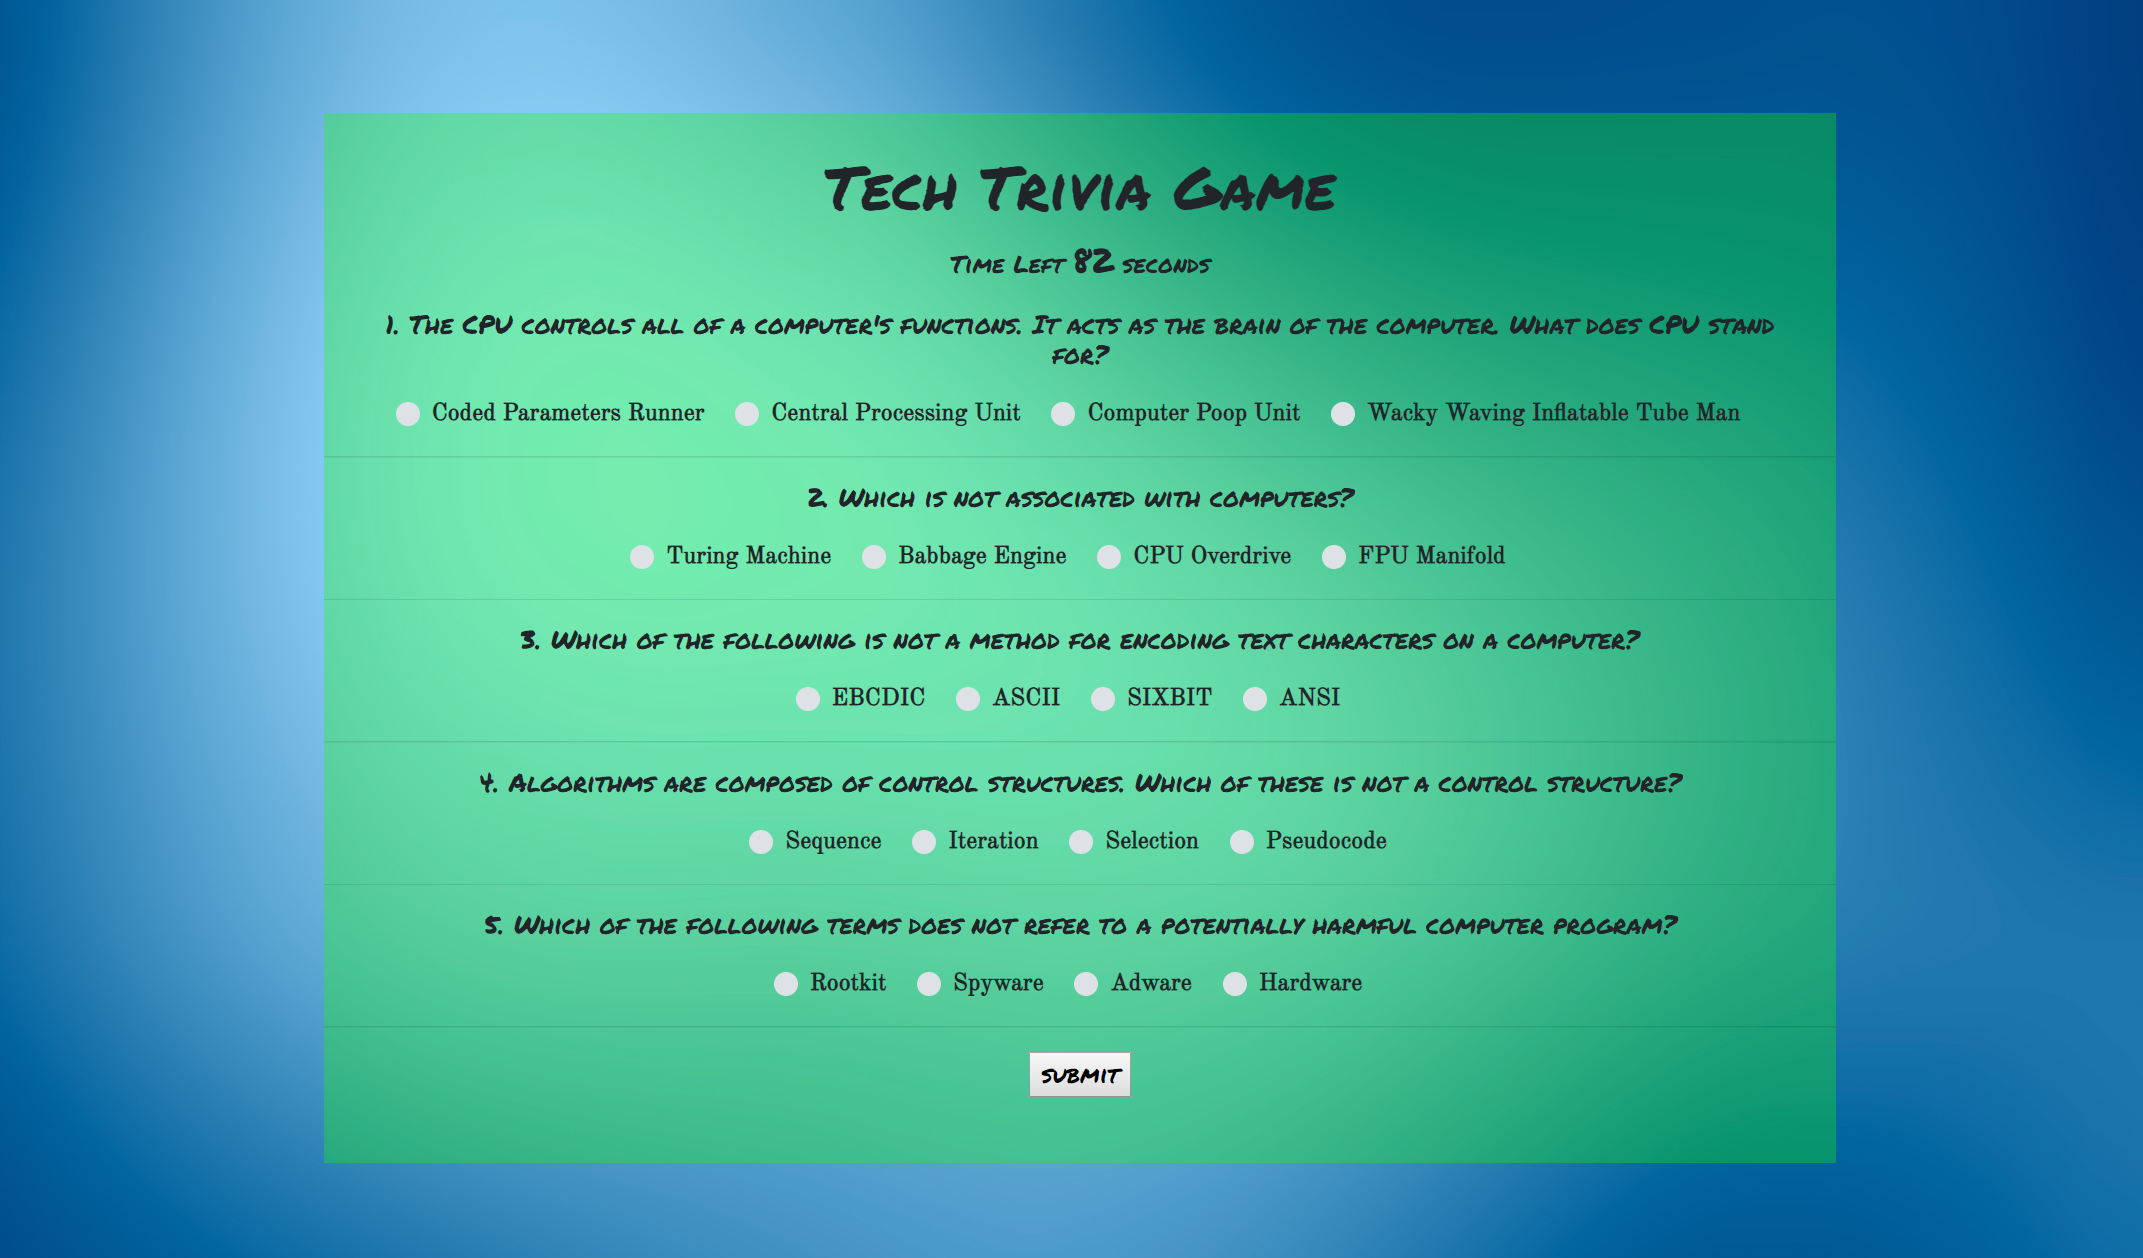 Tech Trivia Game
Time Left 82 seconds
1. The CPU controls all of a computer's functions. It acts as the brain of the computer. What does CPU stand
for?
Coded Parameters Runner Central Processing Unit Computer Poop Unit Wacky Waving Inflatable Tube Man
2. Which is not associated with computers?
Turing Machine Babbage Engine CPU Overdrive FPU Manifold
3. Which of the following is not a method for encoding text characters on a computer?
EBCDIC ASCII SIXBIT ANSI
4. Algorithms are composed of control structures. Which of these is not a control structure?
Sequence Iteration Selection Pseudocode
5. Which of the following terms does not refer to a potentially harmful computer program?
Rootkit Spyware Adware Hardware
submit